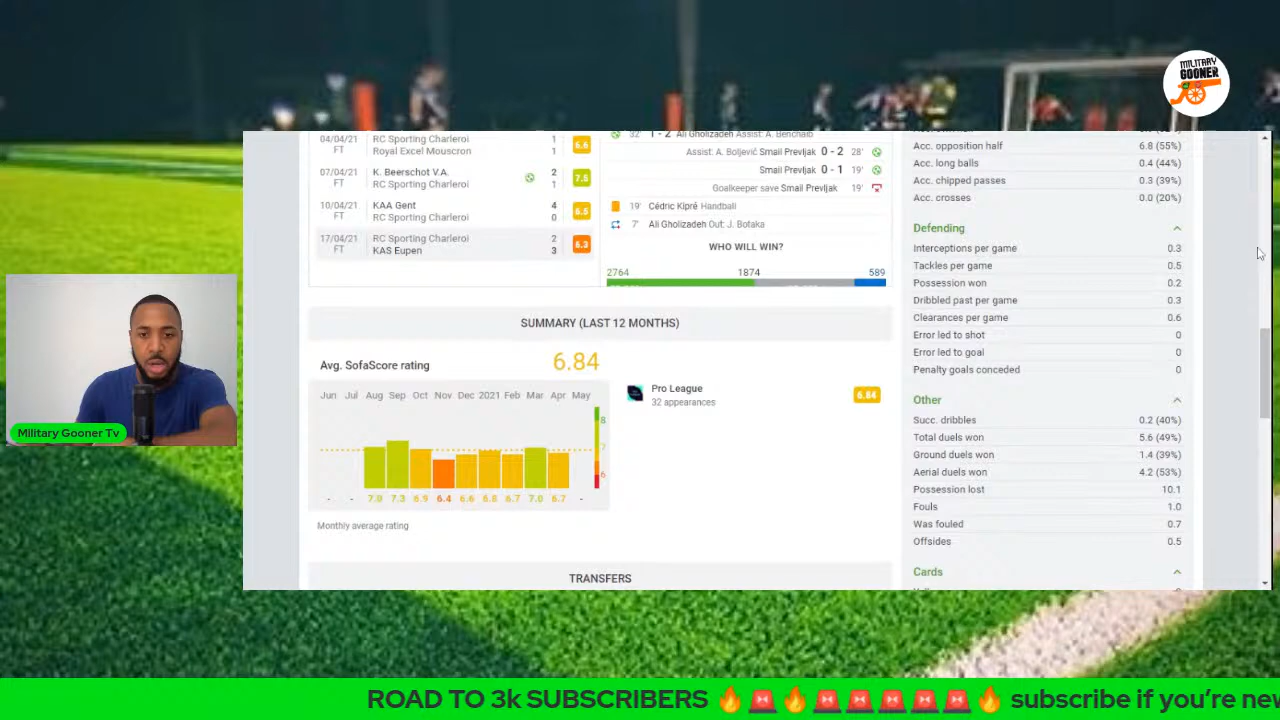 MILITARY
GOONER
04/04/21 RC Sporting Charleroi 1 6.6
FT Royal Excel Mouscron 1
07/04/21 K. Beerschot V.A. 2 7.5
FT RC Sporting Charleroi 1
10/04/21 KAA Gent 4 6.5
FT RC Sporting Charleroi 0
17/04/21 RC Sporting Charleroi 2 6.3
FT KAS Eupen 3
32' 1 - 2 Ali Gholizadeh Assist: A. Benchaib
Assist: A. Boljević Smail Prevljak 0 - 2 28'
Smail Prevljak 0 - 1 19'
Goalkeeper save Smail Prevljak 19'
19' Cédric Kipré Handball
7' Ali Gholizadeh Out: J. Botaka
WHO WILL WIN?
2764 1874 589
SUMMARY (LAST 12 MONTHS)
Avg. SofaScore rating 6.84
Jun Jul Aug Sep Oct Nov Dec 2021 Feb Mar Apr May
8
7
6
- - 7.0 7.3 6.9 6.4 6.6 6.8 6.7 7.0 6.7 -
Monthly average rating
Pro League 6.84
32 appearances
TRANSFERS
Acc. opposition half 6.8 (55%)
Acc. long balls 0.4 (44%)
Acc. chipped passes 0.3 (39%)
Acc. crosses 0.0 (20%)
Defending
Interceptions per game 0.3
Tackles per game 0.5
Possession won 0.2
Dribbled past per game 0.3
Clearances per game 0.6
Error led to shot 0
Error led to goal 0
Penalty goals conceded 0
Other
Succ. dribbles 0.2 (40%)
Total duels won 5.6 (49%)
Ground duels won 1.4 (39%)
Aerial duels won 4.2 (53%)
Possession lost 10.1
Fouls 1.0
Was fouled 0.7
Offsides 0.5
Cards
Military Gooner Tv
ROAD TO 3k SUBSCRIBERS 🔥🚨🔥🚨🚨🚨🚨🚨🔥 subscribe if you're new